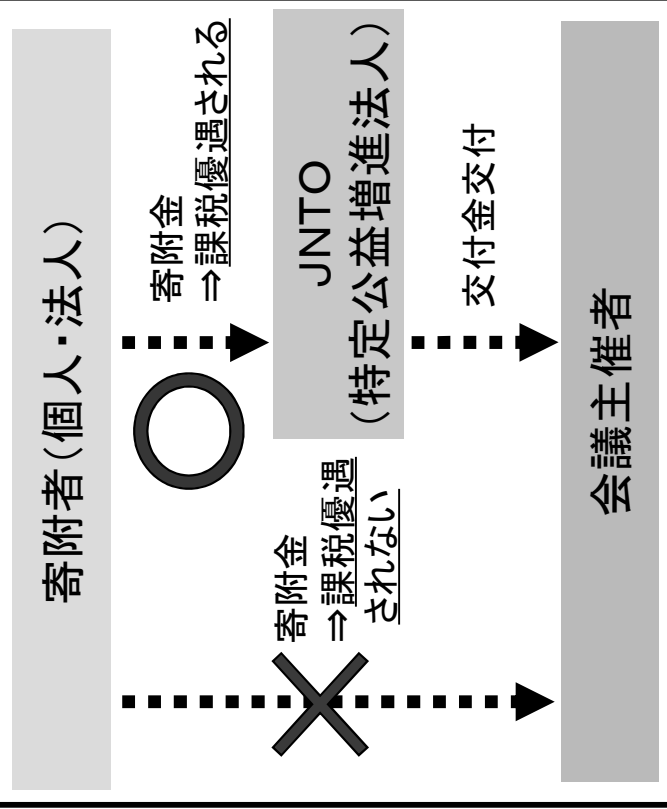 寄附者(個人・法人)
寄附金
⇒課税優遇される
JNTO
(特定公益増進法人)
寄附金
⇒課税優遇
されない
交付金交付
会議主催者